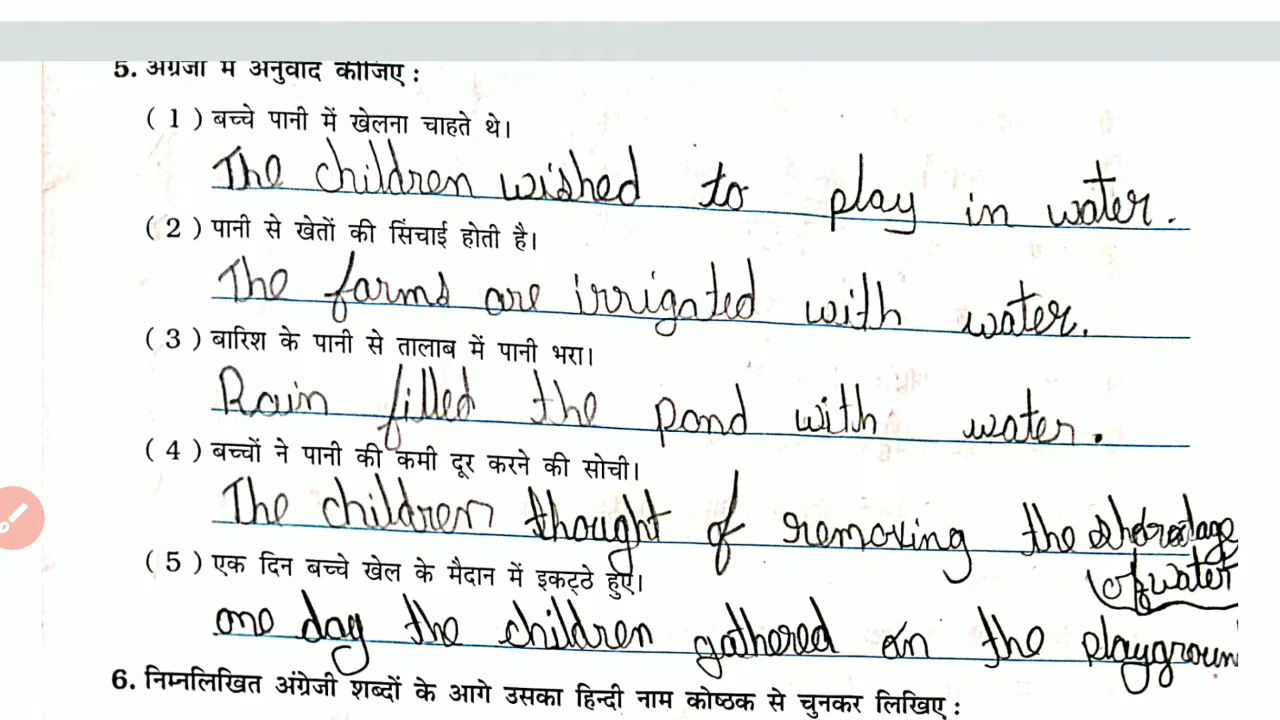 5. अंग्रेजी में अनुवाद कीजिए :
( 1 ) बच्चे पानी में खेलना चाहते थे।
The children wished to play in water.
( 2 ) पानी से खेतों की सिंचाई होती है।
The farms are irrigated with water.
( 3 ) बारिश के पानी से तालाब में पानी भरा।
Rain filled the pond with water.
( 4 ) बच्चों ने पानी की कमी दूर करने की सोची।
The children thought of removing the
of water
( 5 ) एक दिन बच्चे खेल के मैदान में इकट्ठे हुए।
one day the children gathered on the playgroun
6. निम्नलिखित अंग्रेजी शब्दों के आगे उसका हिन्दी नाम कोष्ठक से चुनकर लिखिए :